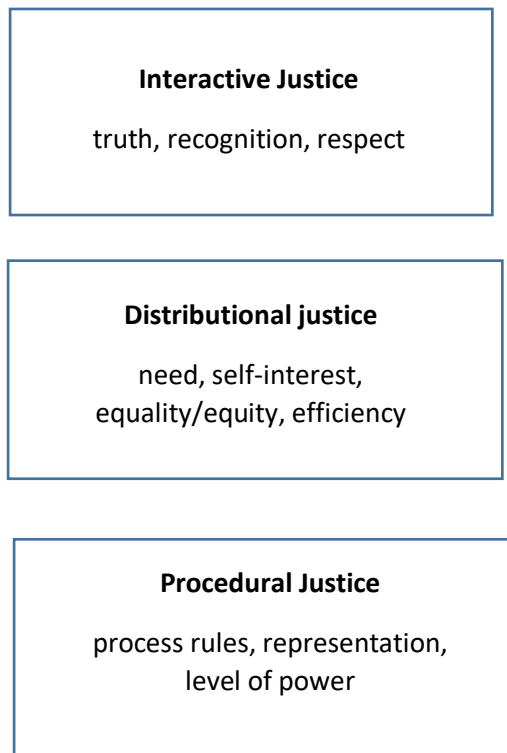 Interactive Justice
truth, recognition, respect
Distributional justice
need, self-interest,
equality/equity, efficiency
Procedural Justice
process rules, representation,
level of power